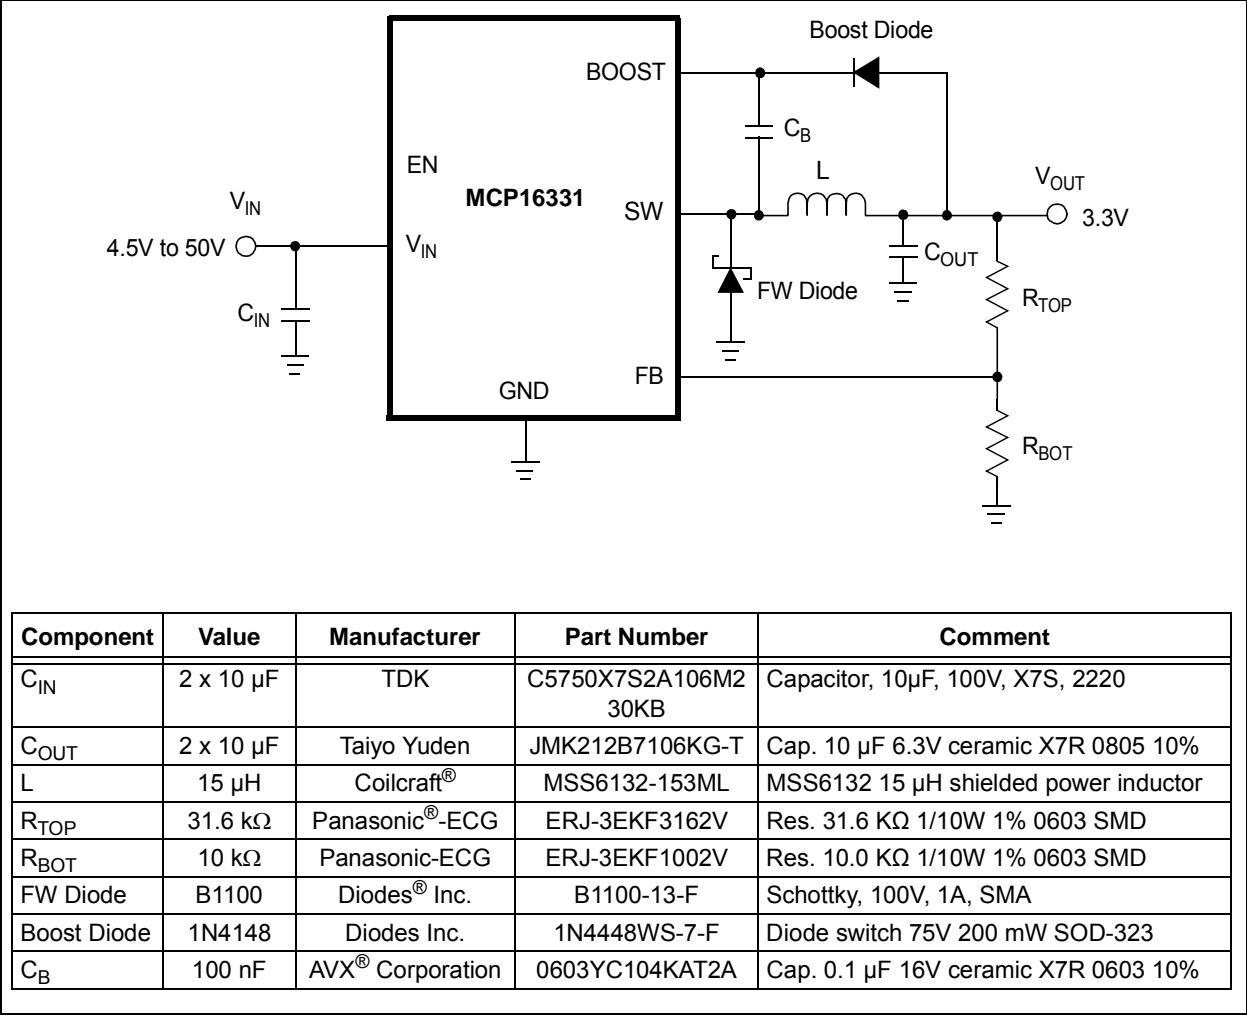 Boost Diode
BOOST
C_B
EN
MCP16331
L
V_IN
SW
V_OUT
3.3V
4.5V to 50V
V_IN
C_OUT
C_IN
FW Diode
R_TOP
FB
GND
R_BOT
Component Value Manufacturer Part Number Comment
C_IN 2 x 10 µF TDK C5750X7S2A106M2 Capacitor, 10µF, 100V, X7S, 2220
30KB
C_OUT 2 x 10 µF Taiyo Yuden JMK212B7106KG-T Cap. 10 µF 6.3V ceramic X7R 0805 10%
L 15 µH Coilcraft® MSS6132-153ML MSS6132 15 µH shielded power inductor
R_TOP 31.6 kΩ Panasonic®-ECG ERJ-3EKF3162V Res. 31.6 KΩ 1/10W 1% 0603 SMD
R_BOT 10 kΩ Panasonic-ECG ERJ-3EKF1002V Res. 10.0 KΩ 1/10W 1% 0603 SMD
FW Diode B1100 Diodes® Inc. B1100-13-F Schottky, 100V, 1A, SMA
Boost Diode 1N4148 Diodes Inc. 1N4448WS-7-F Diode switch 75V 200 mW SOD-323
C_B 100 nF AVX® Corporation 0603YC104KAT2A Cap. 0.1 µF 16V ceramic X7R 0603 10%